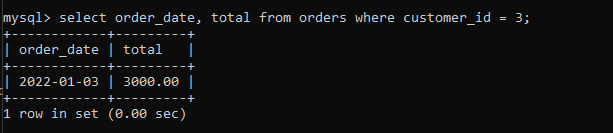 mysql> select order_date, total from orders where customer_id = 3;
+------------+---------+
| order_date | total   |
+------------+---------+
| 2022-01-03 | 3000.00 |
+------------+---------+
1 row in set (0.00 sec)